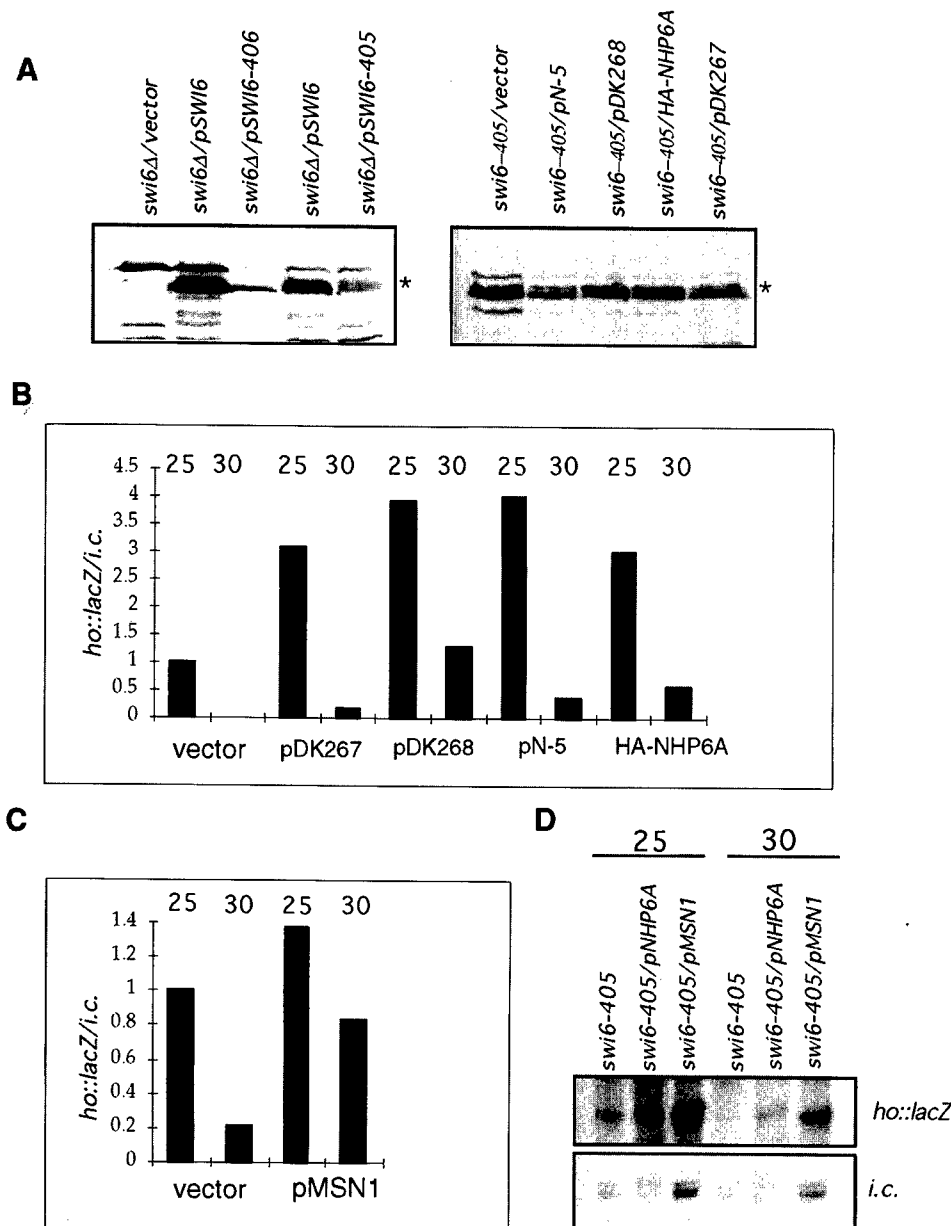 A
swi6Δ/vector
swi6Δ/pSWI6
swi6Δ/pSWI6-406
swi6Δ/pSWI6
swi6Δ/pSWI6-405
*
swi6-405/vector
swi6-405/pN-5
swi6-405/pDK268
swi6-405/HA-NHP6A
swi6-405/pDK267
*
B
25 30 25 30 25 30 25 30 25 30
4.5
4
3.5
3
2.5
2
1.5
1
0.5
0
ho::lacZ/i.c.
vector pDK267 pDK268 pN-5 HA-NHP6A
C
25 30 25 30
1.4
1.2
1
0.8
0.6
0.4
0.2
0
ho::lacZ/i.c.
vector pMSN1
D
25 30
swi6-405
swi6-405/pNHP6A
swi6-405/pMSN1
swi6-405
swi6-405/pNHP6A
swi6-405/pMSN1
ho::lacZ
i.c.